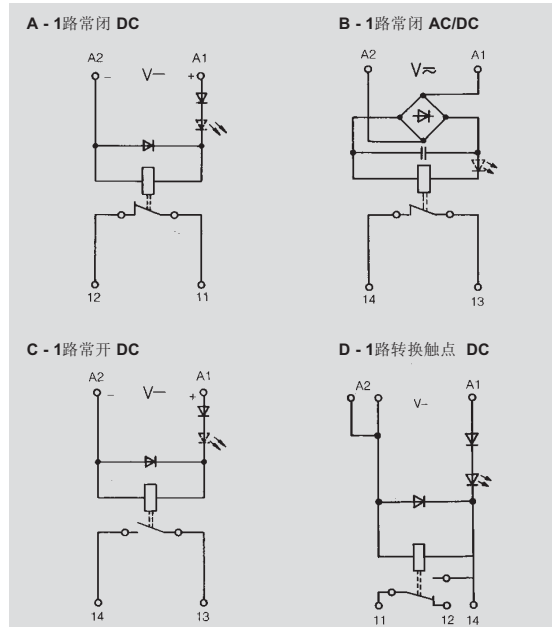 A - 1路常闭 DC
A2 A1
- V⎓ +
12 11
B - 1路常闭 AC/DC
A2 A1
V≂
14 13
C - 1路常开 DC
A2 A1
- V⎓ +
14 13
D - 1路转换触点 DC
A2 A1
V-
11 12 14